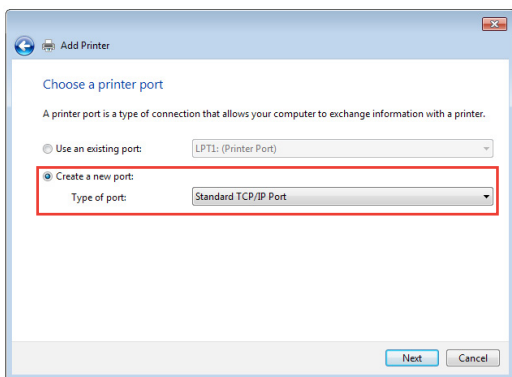 Add Printer
Choose a printer port
A printer port is a type of connection that allows your computer to exchange information with a printer.
Use an existing port: LPT1: (Printer Port)
Create a new port:
Type of port: Standard TCP/IP Port
Next Cancel